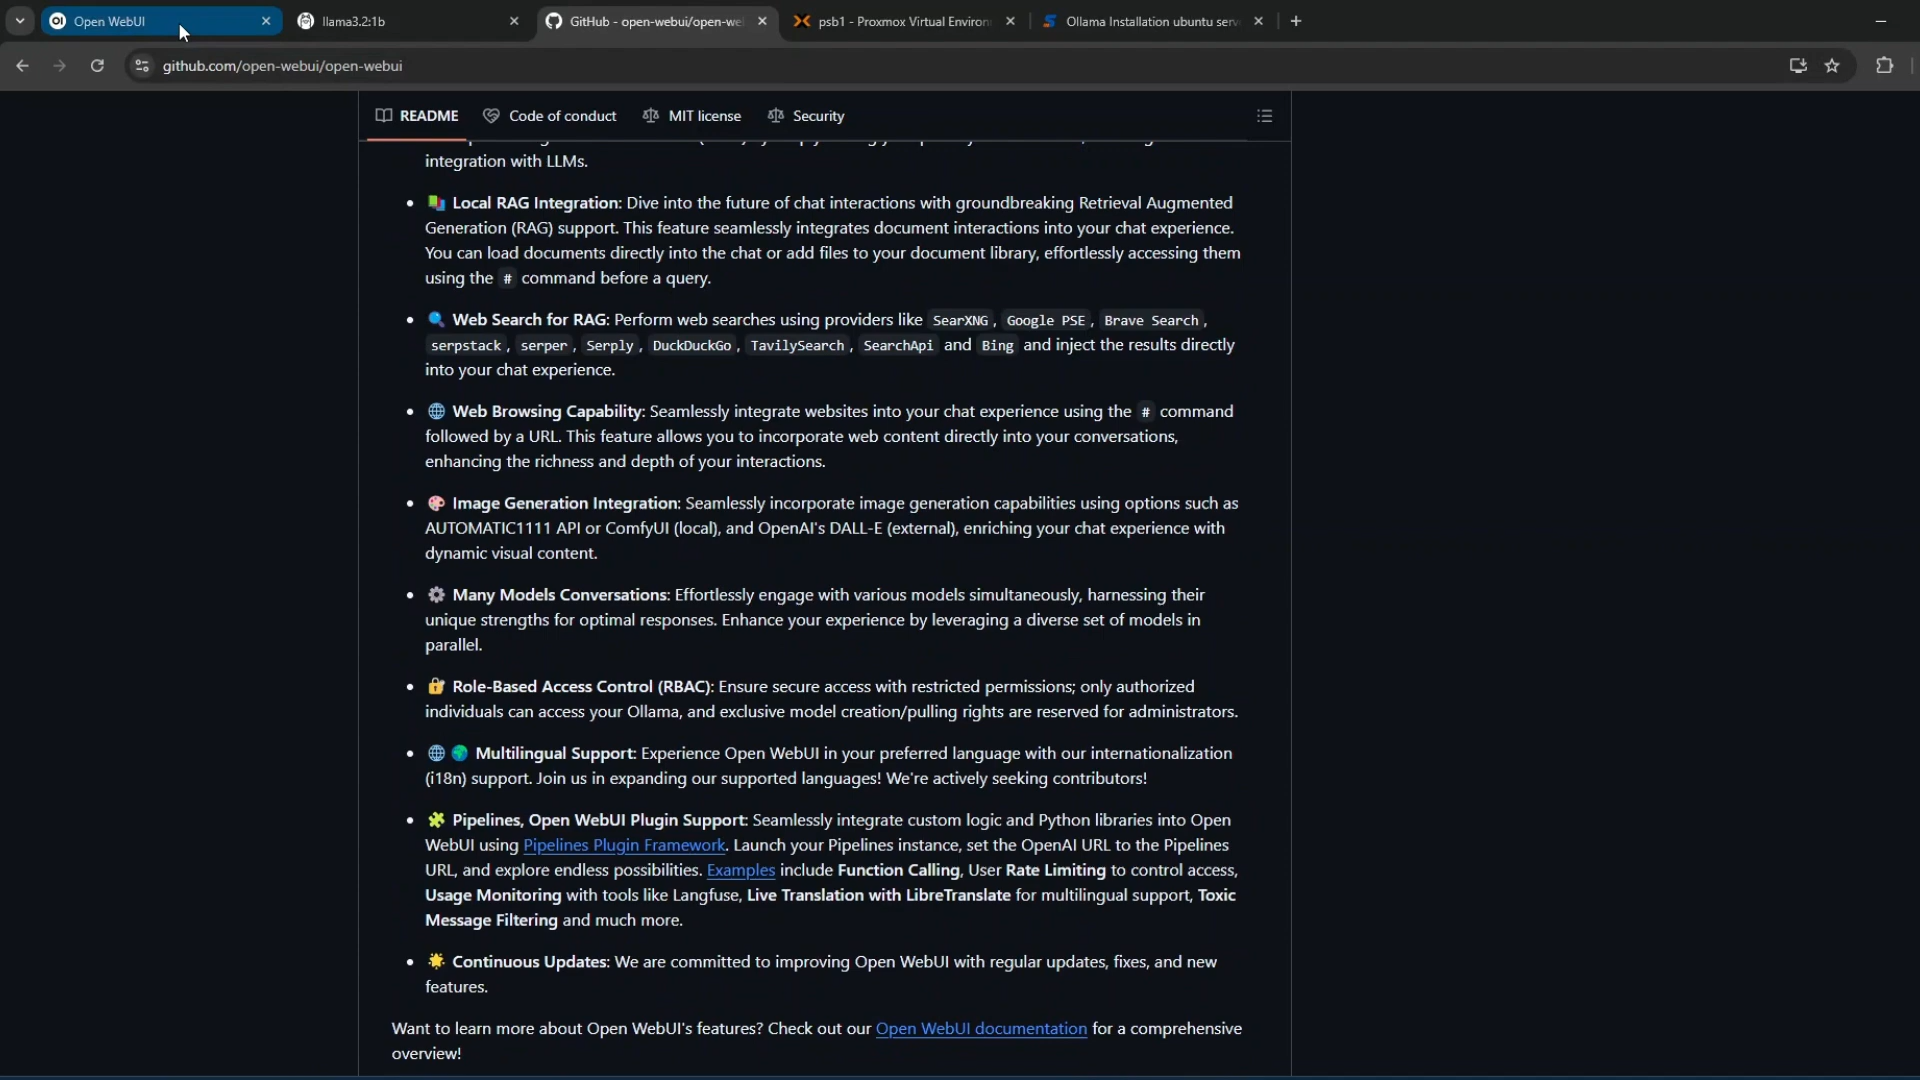 Open WebUI
llama3.2:1b
GitHub - open-webui/open-we
psb1 - Proxmox Virtual Environ
Ollama Installation ubuntu serv
github.com/open-webui/open-webui
README
Code of conduct
MIT license
Security
integration with LLMs.
Local RAG Integration: Dive into the future of chat interactions with groundbreaking Retrieval Augmented
Generation (RAG) support. This feature seamlessly integrates document interactions into your chat experience.
You can load documents directly into the chat or add files to your document library, effortlessly accessing them
using the # command before a query.
Web Search for RAG: Perform web searches using providers like SearXNG, Google PSE, Brave Search,
serpstack, serper, Serply, DuckDuckGo, TavilySearch, SearchApi and Bing and inject the results directly
into your chat experience.
Web Browsing Capability: Seamlessly integrate websites into your chat experience using the # command
followed by a URL. This feature allows you to incorporate web content directly into your conversations,
enhancing the richness and depth of your interactions.
Image Generation Integration: Seamlessly incorporate image generation capabilities using options such as
AUTOMATIC1111 API or ComfyUI (local), and OpenAI's DALL-E (external), enriching your chat experience with
dynamic visual content.
Many Models Conversations: Effortlessly engage with various models simultaneously, harnessing their
unique strengths for optimal responses. Enhance your experience by leveraging a diverse set of models in
parallel.
Role-Based Access Control (RBAC): Ensure secure access with restricted permissions; only authorized
individuals can access your Ollama, and exclusive model creation/pulling rights are reserved for administrators.
Multilingual Support: Experience Open WebUI in your preferred language with our internationalization
(i18n) support. Join us in expanding our supported languages! We're actively seeking contributors!
Pipelines, Open WebUI Plugin Support: Seamlessly integrate custom logic and Python libraries into Open
WebUI using Pipelines Plugin Framework. Launch your Pipelines instance, set the OpenAI URL to the Pipelines
URL, and explore endless possibilities. Examples include Function Calling, User Rate Limiting to control access,
Usage Monitoring with tools like Langfuse, Live Translation with LibreTranslate for multilingual support, Toxic
Message Filtering and much more.
Continuous Updates: We are committed to improving Open WebUI with regular updates, fixes, and new
features.
Want to learn more about Open WebUI's features? Check out our Open WebUI documentation for a comprehensive
overview!